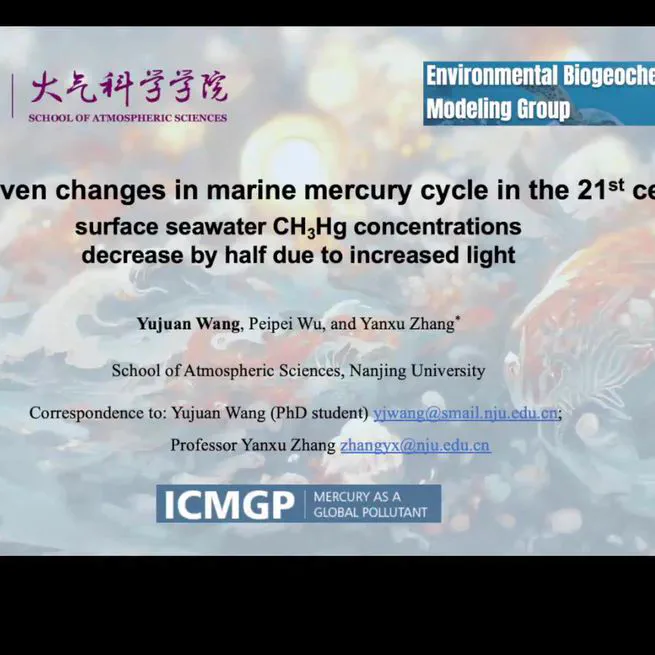 大气科学学院
SCHOOL OF ATMOSPHERIC SCIENCES
Environmental Biogeoche
Modeling Group
ven changes in marine mercury cycle in the 21st ce
surface seawater CH₃Hg concentrations
decrease by half due to increased light
Yujuan Wang, Peipei Wu, and Yanxu Zhang*
School of Atmospheric Sciences, Nanjing University
Correspondence to: Yujuan Wang (PhD student) yjwang@smail.nju.edu.cn;
Professor Yanxu Zhang zhangyx@nju.edu.cn
ICMGP MERCURY AS A
GLOBAL POLLUTANT